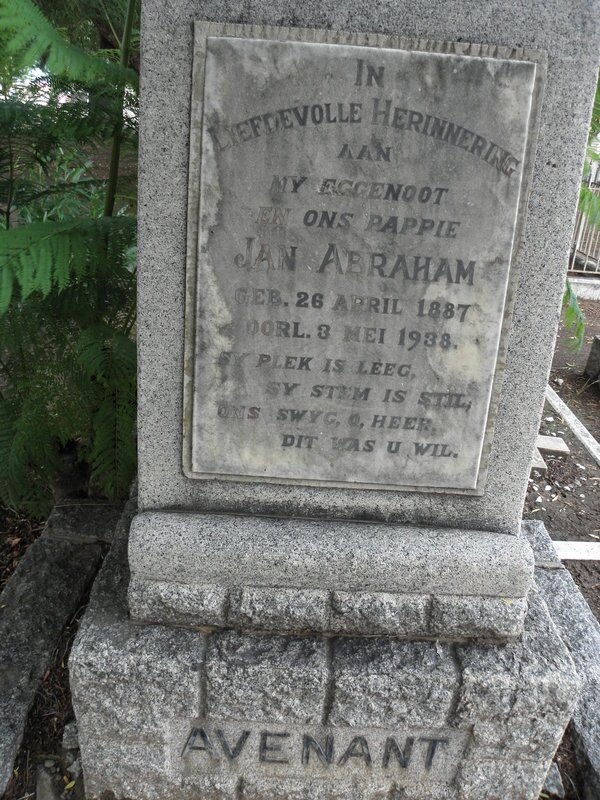 IN
LIEFDEVOLLE HERINNERING
AAN
MY EGGENOOT
EN ONS PAPPIE
JAN ABRAHAM
GEB. 26 APRIL 1887
OORL. 3 MEI 1938.
SY PLEK IS LEEG,
SY STEM IS STIL,
ONS SWYG, O, HEER,
DIT WAS U WIL.
AVENANT